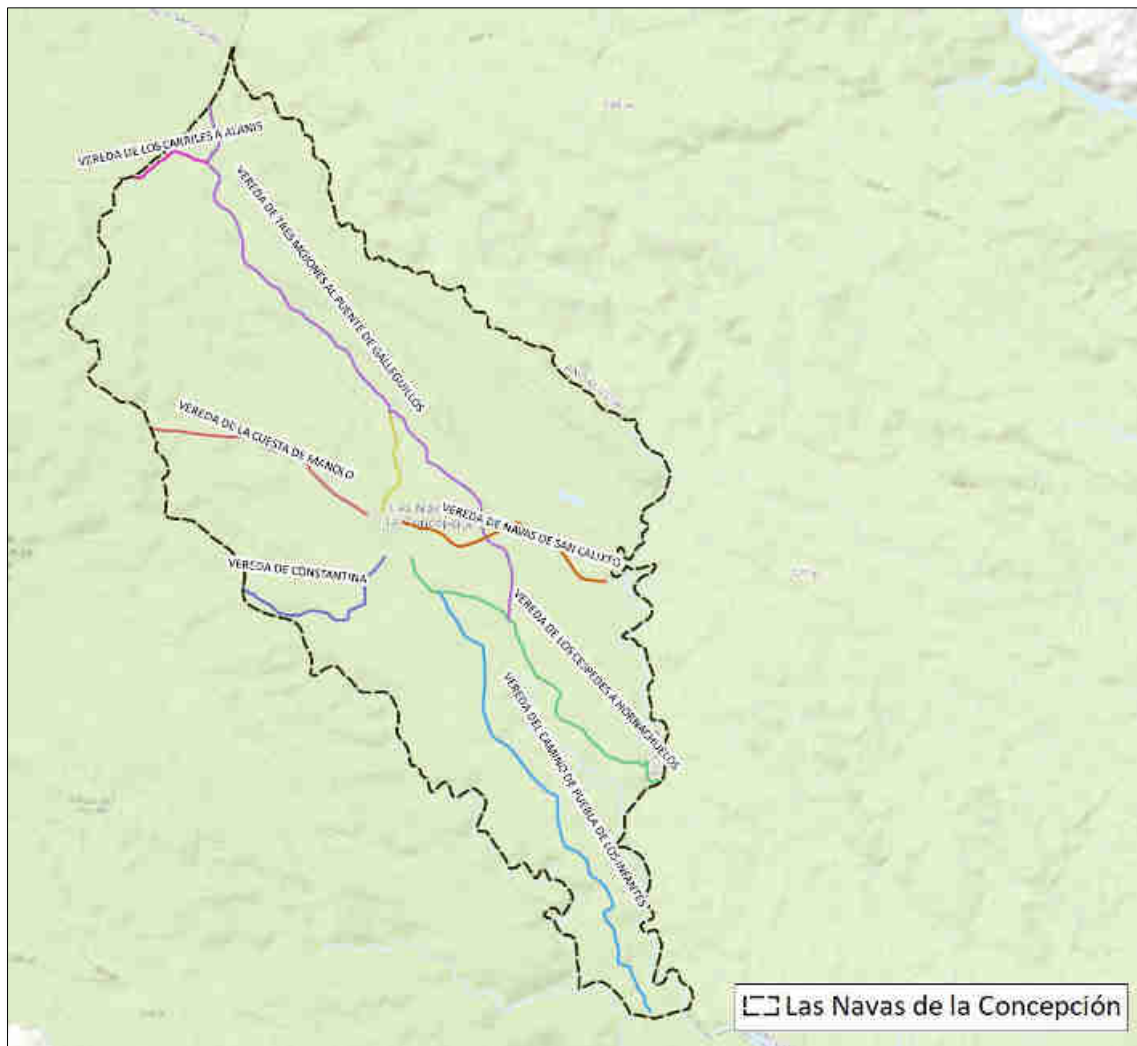 VEREDA DE LOS CARRILES A ALANIS
VEREDA DE TRES MOJONES AL PUENTE DE GALLEGUILLOS
VEREDA DE LA CUESTA DE MANOLO
VEREDA DE NAVAS DE SAN CALIXTO
VEREDA DE CONSTANTINA
VEREDA DE LOS CESPEDES A HORNACHUELOS
VEREDA DEL CAMINO DE PUEBLA DE LOS INFANTES
Las Navas de la Concepción